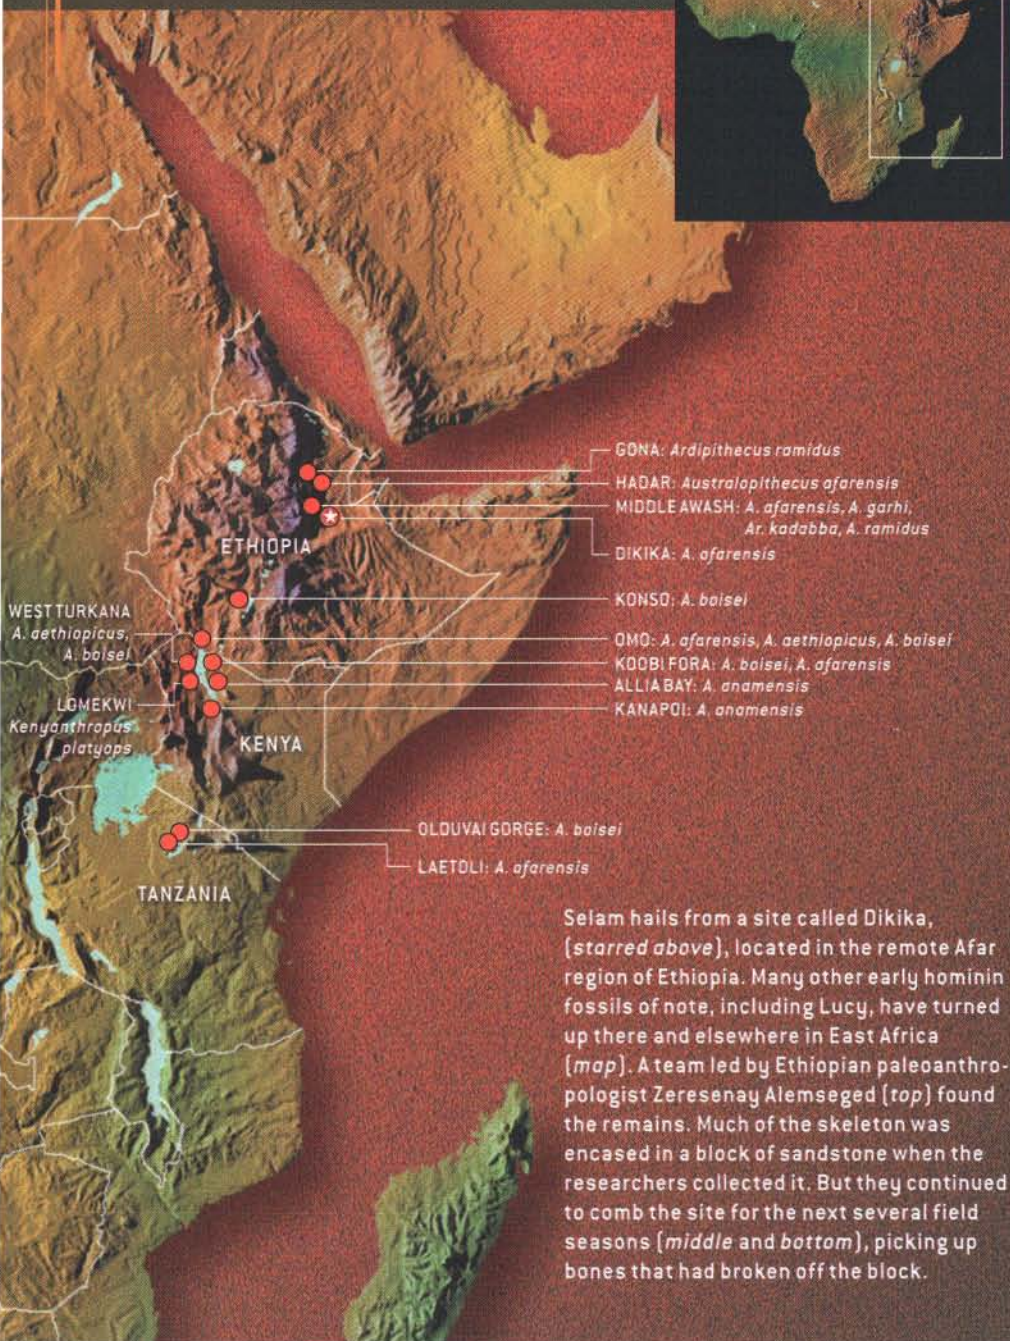 GONA: Ardipithecus ramidus
HADAR: Australopithecus afarensis
MIDDLE AWASH: A. afarensis, A. garhi,
Ar. kadabba, A. ramidus
DIKIKA: A. afarensis
ETHIOPIA
KONSO: A. boisei
WEST TURKANA
A. aethiopicus,
A. boisei
OMO: A. afarensis, A. aethiopicus, A. boisei
KOOBI FORA: A. boisei, A. afarensis
ALLIA BAY: A. anamensis
LOMEKWI
Kenyanthropus
platyops
KANAPOI: A. anamensis
KENYA
OLDUVAI GORGE: A. boisei
LAETOLI: A. afarensis
TANZANIA
Selam hails from a site called Dikika,
(starred above), located in the remote Afar
region of Ethiopia. Many other early hominin
fossils of note, including Lucy, have turned
up there and elsewhere in East Africa
(map). A team led by Ethiopian paleoanthro-
pologist Zeresenay Alemseged (top) found
the remains. Much of the skeleton was
encased in a block of sandstone when the
researchers collected it. But they continued
to comb the site for the next several field
seasons (middle and bottom), picking up
bones that had broken off the block.